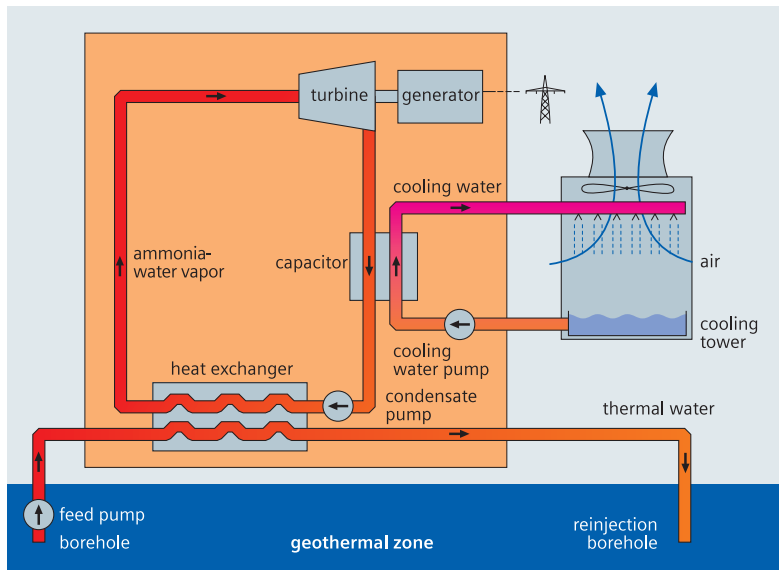 turbine
generator
cooling water
ammonia-
water vapor
capacitor
air
cooling
tower
cooling
water pump
heat exchanger
condensate
pump
thermal water
feed pump
borehole
geothermal zone
reinjection
borehole